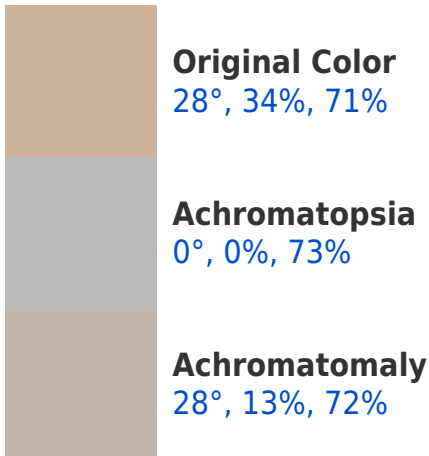 Original Color
28°, 34%, 71%
Achromatopsia
0°, 0%, 73%
Achromatomaly
28°, 13%, 72%